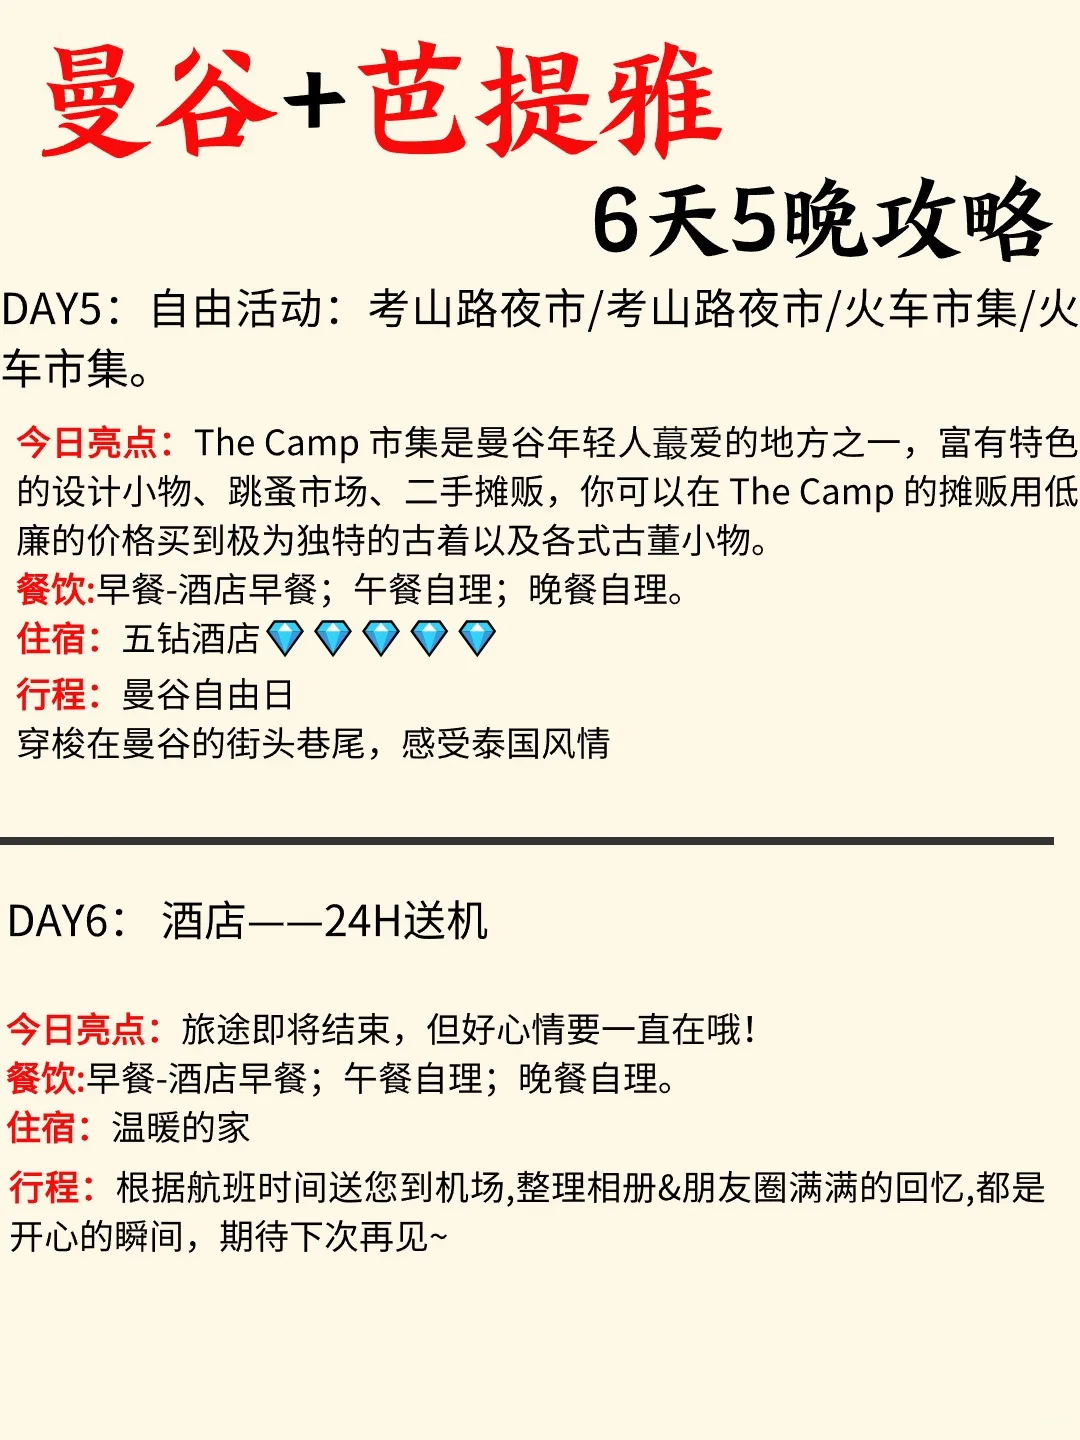 曼谷+芭提雅
6天5晚攻略
DAY5：自由活动：考山路夜市/考山路夜市/火车市集/火
车市集。
今日亮点：The Camp 市集是曼谷年轻人蕞爱的地方之一，富有特色
的设计小物、跳蚤市场、二手摊贩，你可以在 The Camp 的摊贩用低
廉的价格买到极为独特的古着以及各式古董小物。
餐饮:早餐-酒店早餐；午餐自理；晚餐自理。
住宿：五钻酒店💎💎💎💎💎
行程：曼谷自由日
穿梭在曼谷的街头巷尾，感受泰国风情
DAY6： 酒店——24H送机
今日亮点：旅途即将结束，但好心情要一直在哦！
餐饮:早餐-酒店早餐；午餐自理；晚餐自理。
住宿：温暖的家
行程：根据航班时间送您到机场,整理相册&朋友圈满满的回忆,都是
开心的瞬间，期待下次再见~